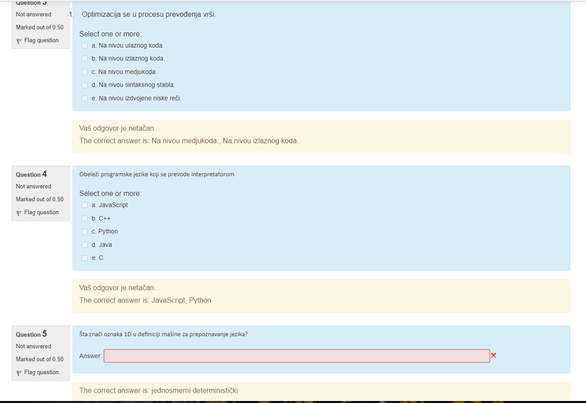 Question 3
Not answered
Marked out of 0.50
Flag question
1. Optimizacija se u procesu prevođenja vrši:
Select one or more:
a. Na nivou ulaznog koda.
b. Na nivou izlaznog koda.
c. Na nivou medjukoda.
d. Na nivou sintaksnog stabla.
e. Na nivou izdvojene niske reči.
Vaš odgovor je netačan.
The correct answer is: Na nivou medjukoda., Na nivou izlaznog koda.
Question 4
Not answered
Marked out of 0.50
Flag question
Obeleži programske jezike koji se prevode interpretatorom
Select one or more:
a. JavaScript
b. C++
c. Python
d. Java
e. C
Vaš odgovor je netačan.
The correct answer is: JavaScript, Python
Question 5
Not answered
Marked out of 0.50
Flag question
Šta znači oznaka 1D u definiciji mašine za prepoznavanje jezika?
Answer:
The correct answer is: jednosmerni deterministički